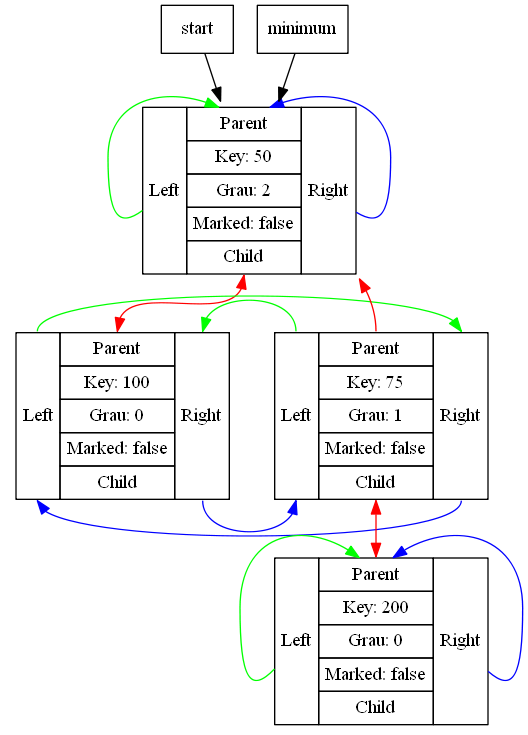 start
minimum
Left
Parent
Key: 50
Grau: 2
Marked: false
Child
Right
Left
Parent
Key: 100
Grau: 0
Marked: false
Child
Right
Left
Parent
Key: 75
Grau: 1
Marked: false
Child
Right
Left
Parent
Key: 200
Grau: 0
Marked: false
Child
Right